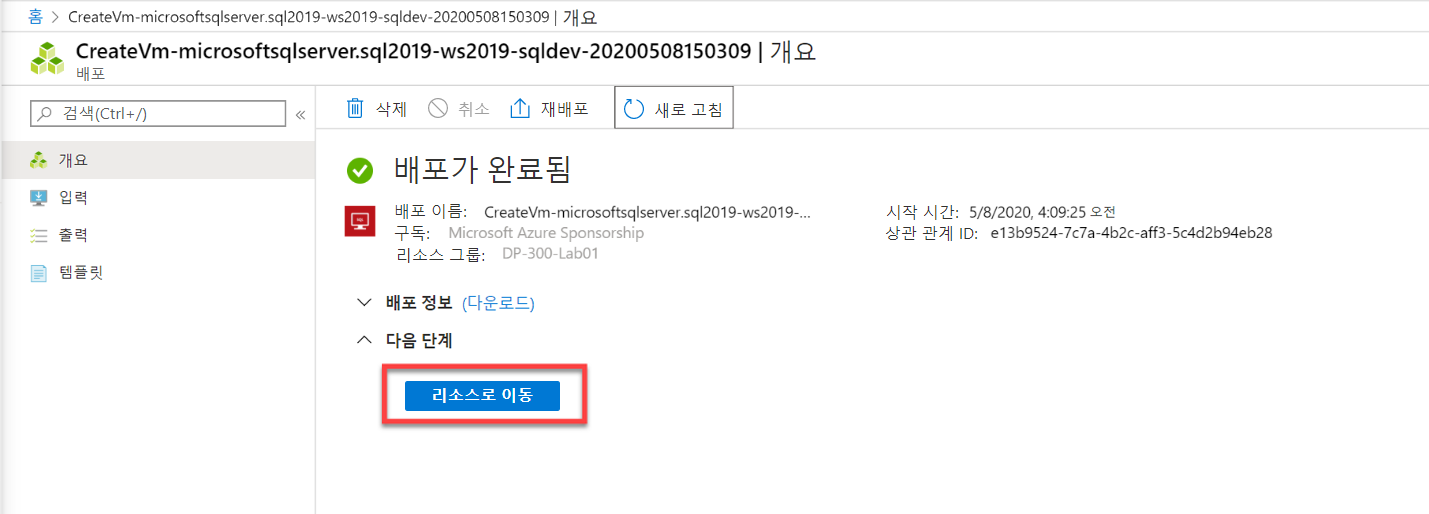 홈 > CreateVm-microsoftsqlserver.sql2019-ws2019-sqldev-20200508150309 | 개요
CreateVm-microsoftsqlserver.sql2019-ws2019-sqldev-20200508150309 | 개요
배포
검색(Ctrl+/) «
삭제 취소 재배포 새로 고침
개요
입력
출력
템플릿
배포가 완료됨
배포 이름: CreateVm-microsoftsqlserver.sql2019-ws2019-... 시작 시간: 5/8/2020, 4:09:25 오전
구독: Microsoft Azure Sponsorship 상관 관계 ID: e13b9524-7c7a-4b2c-aff3-5c4d2b94eb28
리소스 그룹: DP-300-Lab01
배포 정보 (다운로드)
다음 단계
리소스로 이동